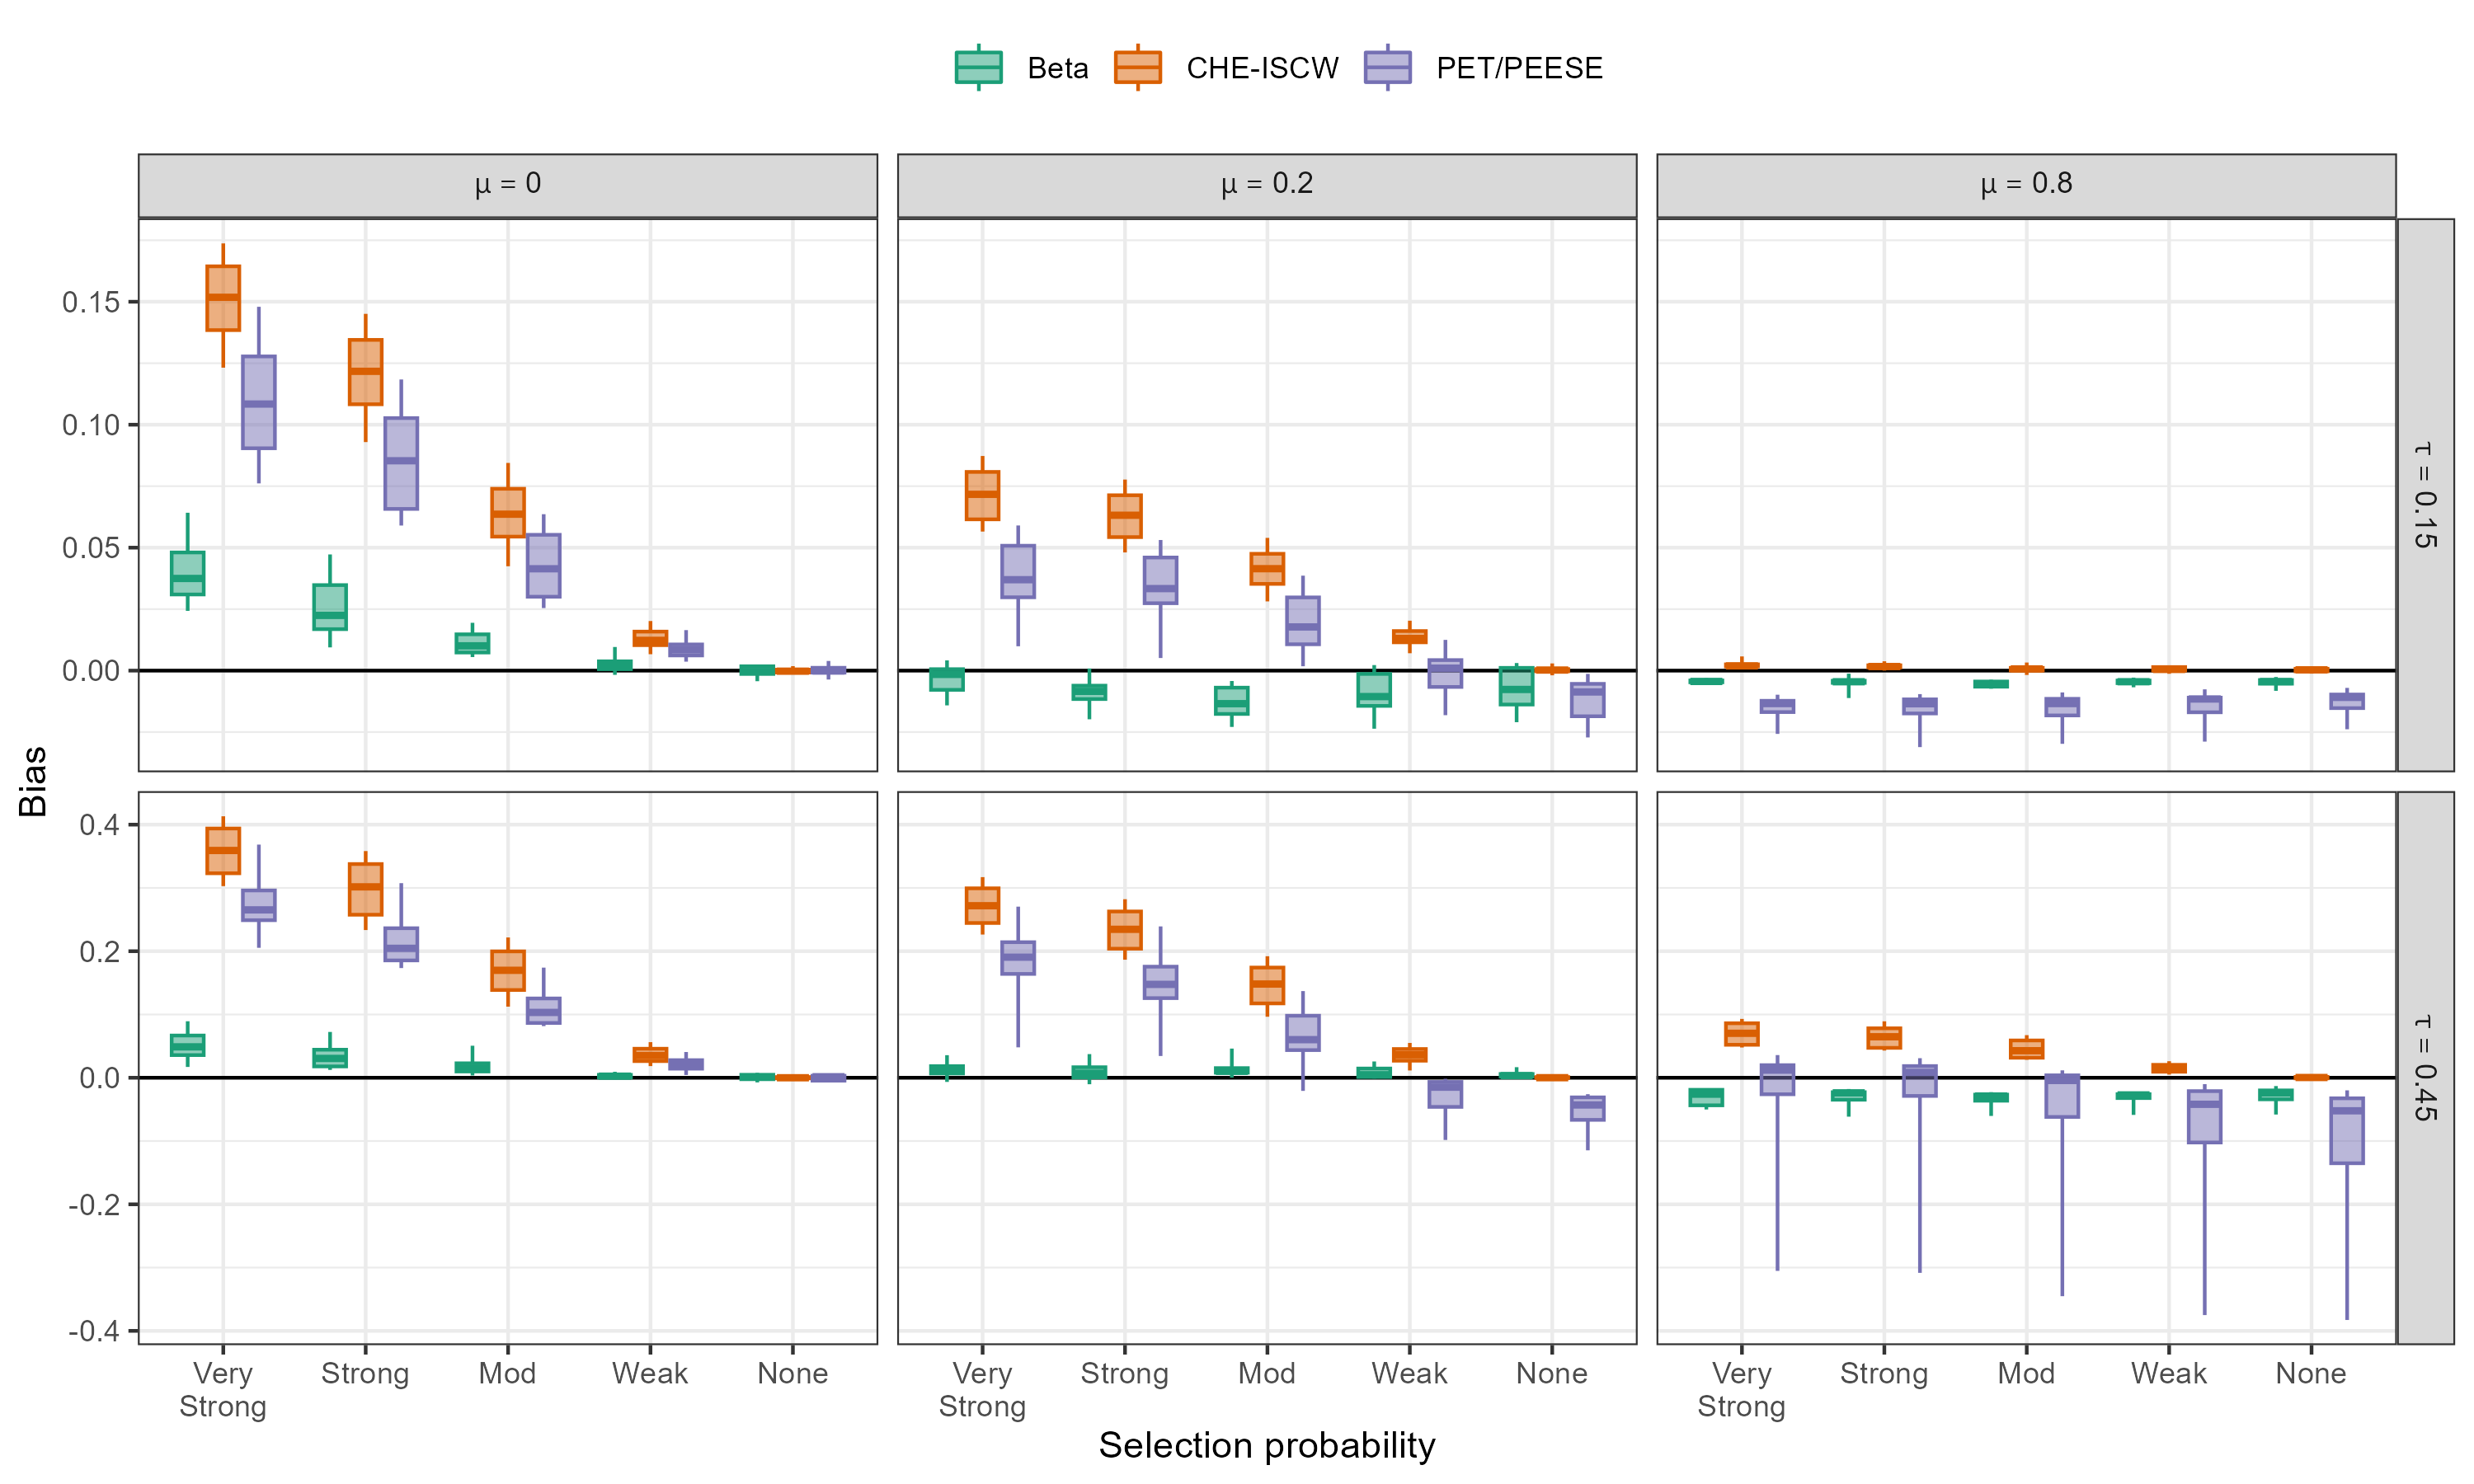 Beta CHE-ISCW PET/PEESE
μ = 0 μ = 0.2 μ = 0.8
0.15
0.10
0.05
0.00
τ = 0.15
Bias
0.4
0.2
0.0
-0.2
-0.4
τ = 0.45
Very Strong Mod Weak None Very Strong Mod Weak None Very Strong Mod Weak None
Strong Strong Strong
Selection probability